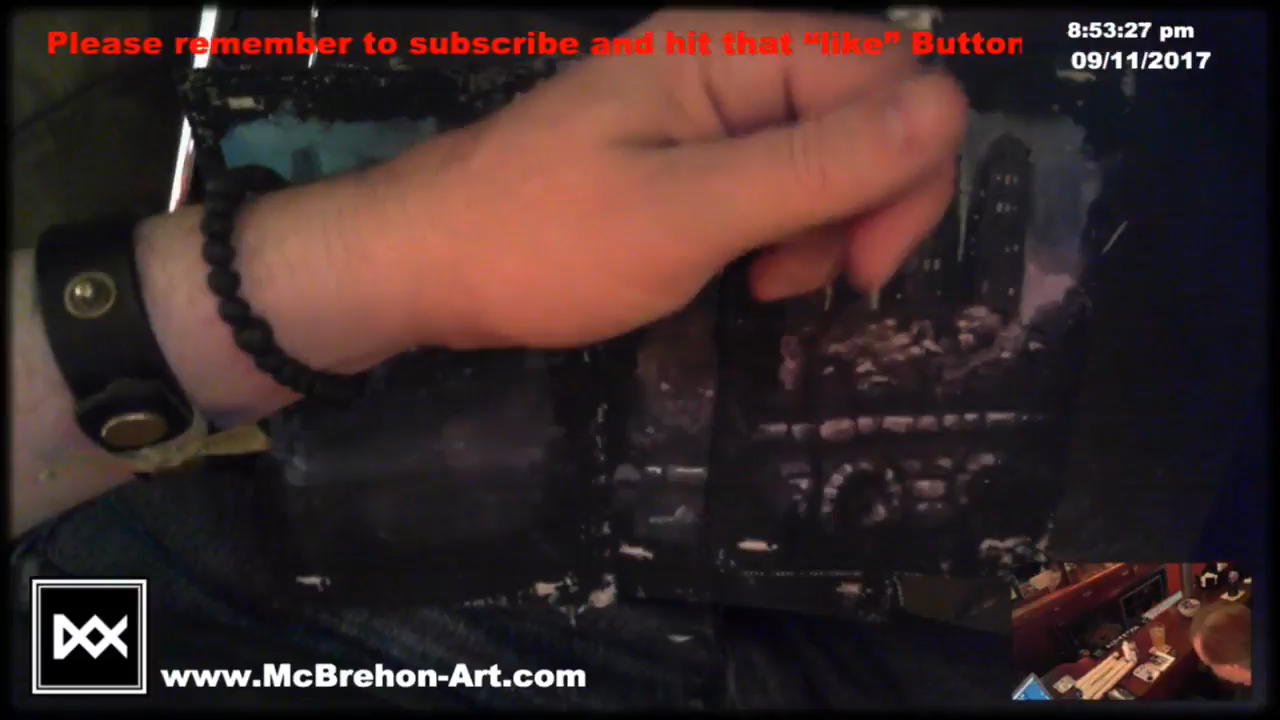 Please remember to subscribe and hit that “like” Button
8:53:27 pm
09/11/2017
www.McBrehon-Art.com